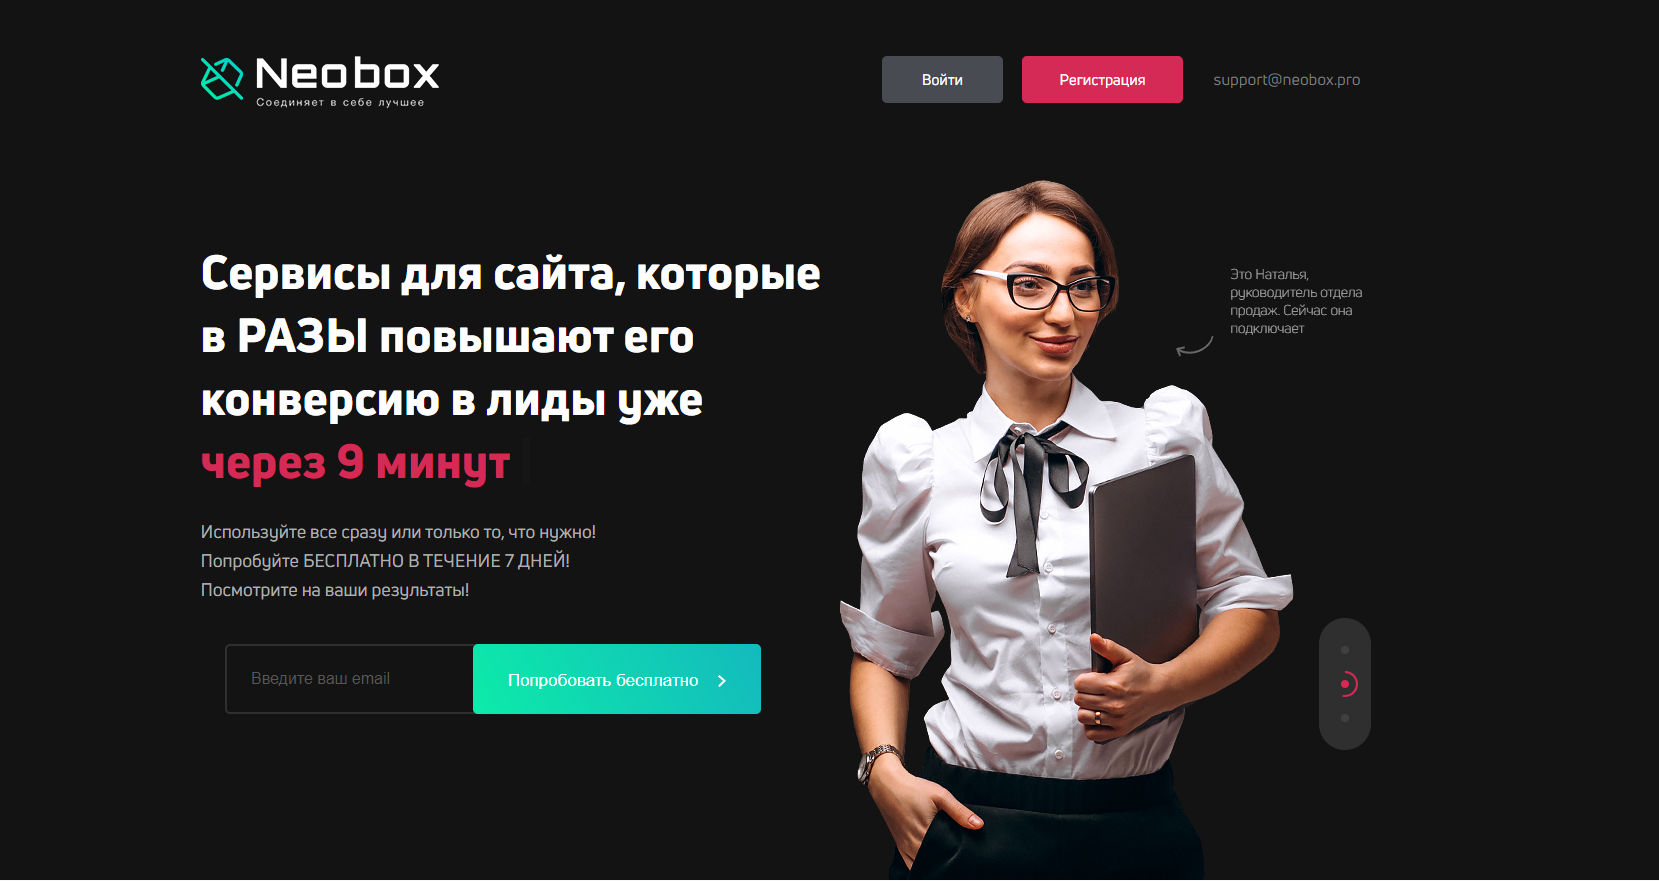 Neobox
Соединяет в себе лучшее
Войти
Регистрация
support@neobox.pro
Сервисы для сайта, которые
в РАЗЫ повышают его
конверсию в лиды уже
через 9 минут
Используйте все сразу или только то, что нужно!
Попробуйте БЕСПЛАТНО В ТЕЧЕНИЕ 7 ДНЕЙ!
Посмотрите на ваши результаты!
Введите ваш email
Попробовать бесплатно
Это Наталья,
руководитель отдела
продаж. Сейчас она
подключает